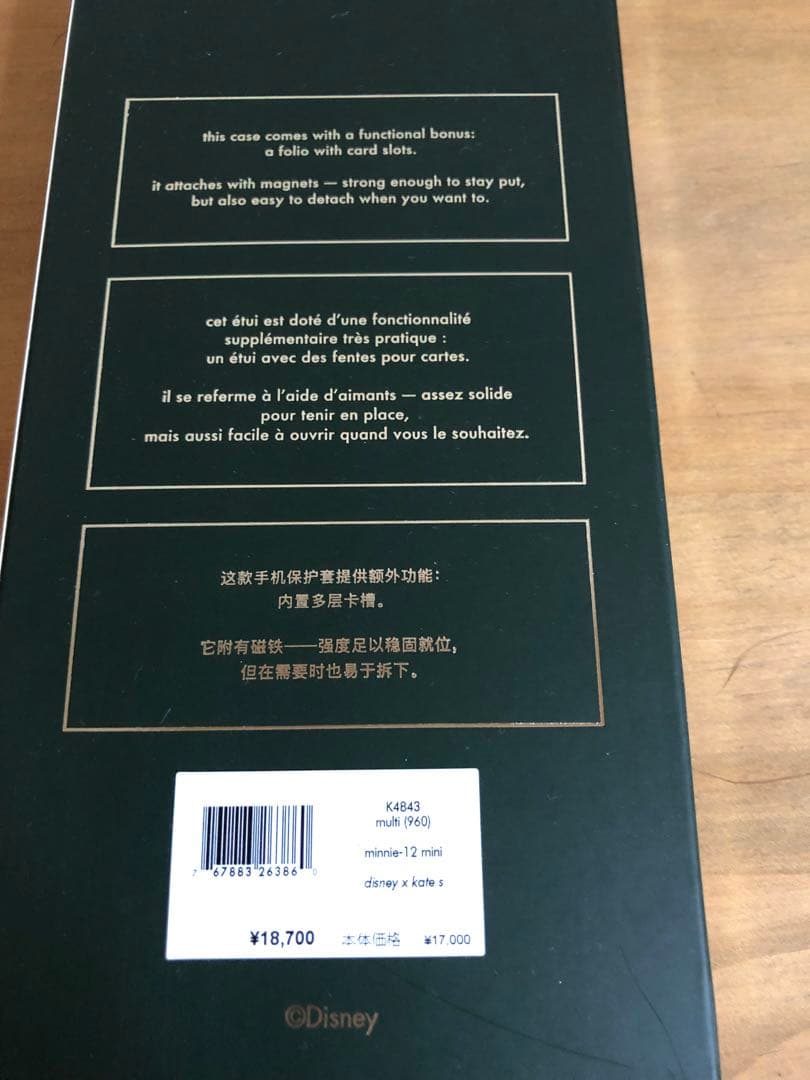 this case comes with a functional bonus:
a folio with card slots.
it attaches with magnets — strong enough to stay put,
but also easy to detach when you want to.
cet étui est doté d'une fonctionnalité
supplémentaire très pratique :
un étui avec des fentes pour cartes.
il se referme à l'aide d'aimants — assez solide
pour tenir en place,
mais aussi facile à ouvrir quand vous le souhaitez.
这款手机保护套提供额外功能：
内置多层卡槽。
它附有磁铁——强度足以稳固就位，
但在需要时也易于拆下。
K4843
multi (960)
minnie-12 mini
disney x kate s
7 67883 26386 0
¥18,700 本体価格 ¥17,000
©Disney